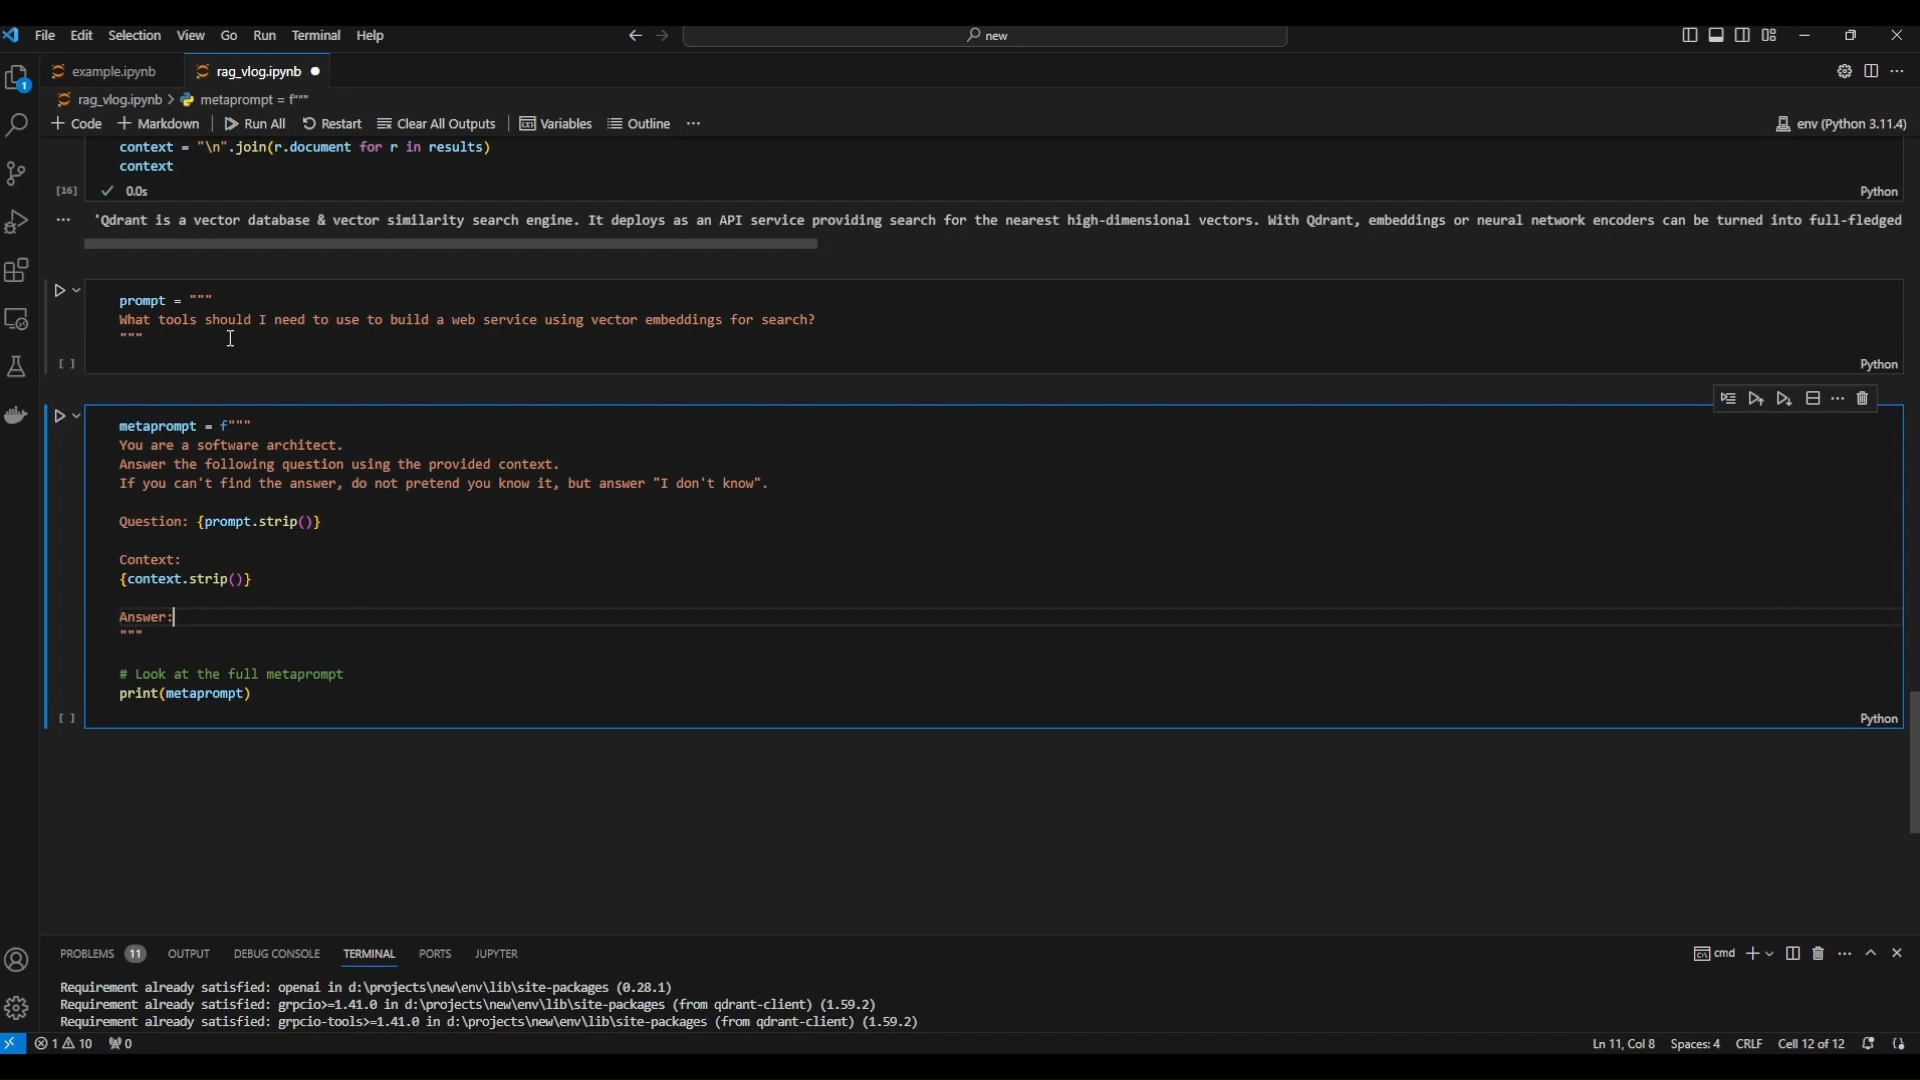 File Edit Selection View Go Run Terminal Help new
example.ipynb rag_vlog.ipynb
rag_vlog.ipynb > metaprompt = f"""
+ Code + Markdown Run All Restart Clear All Outputs Variables Outline ... env (Python 3.11.4)
context = "\n".join(r.document for r in results)
context
[16] 0.0s Python
... 'Qdrant is a vector database & vector similarity search engine. It deploys as an API service providing search for the nearest high-dimensional vectors. With Qdrant, embeddings or neural network encoders can be turned into full-fledged
prompt = """
What tools should I need to use to build a web service using vector embeddings for search?
"""
[ ] Python
metaprompt = f"""
You are a software architect.
Answer the following question using the provided context.
If you can't find the answer, do not pretend you know it, but answer "I don't know".
Question: {prompt.strip()}
Context:
{context.strip()}
Answer:
"""
# Look at the full metaprompt
print(metaprompt)
[ ] Python
PROBLEMS 11 OUTPUT DEBUG CONSOLE TERMINAL PORTS JUPYTER cmd
Requirement already satisfied: openai in d:\projects\new\env\lib\site-packages (0.28.1)
Requirement already satisfied: grpcio>=1.41.0 in d:\projects\new\env\lib\site-packages (from qdrant-client) (1.59.2)
Requirement already satisfied: grpcio-tools>=1.41.0 in d:\projects\new\env\lib\site-packages (from qdrant-client) (1.59.2)
1 10 0 Ln 11, Col 8 Spaces: 4 CRLF Cell 12 of 12